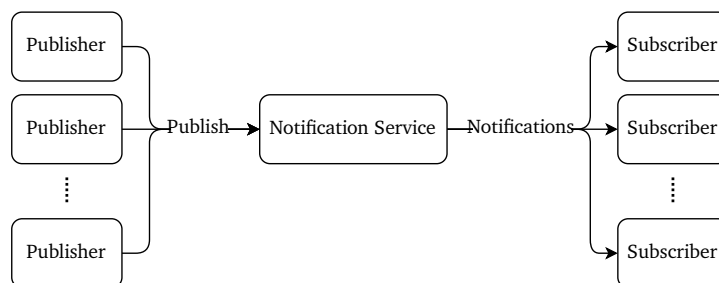 Publisher
Subscriber
Publisher
Publish
Notification Service
Notifications
Subscriber
Publisher
Subscriber